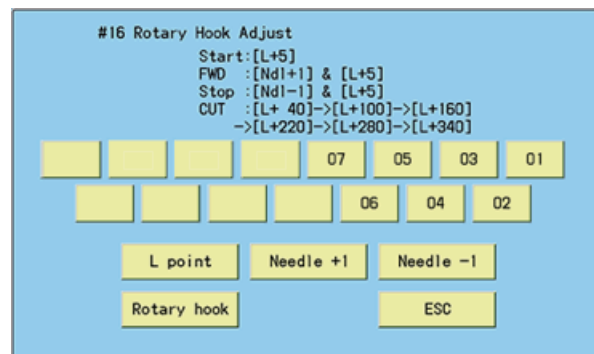 #16 Rotary Hook Adjust
Start:[L+5]
FWD :[Ndl+1] & [L+5]
Stop :[Ndl-1] & [L+5]
CUT :[L+ 40]->[L+100]->[L+160]
->[L+220]->[L+280]->[L+340]
07 05 03 01
06 04 02
L point Needle +1 Needle -1
Rotary hook ESC